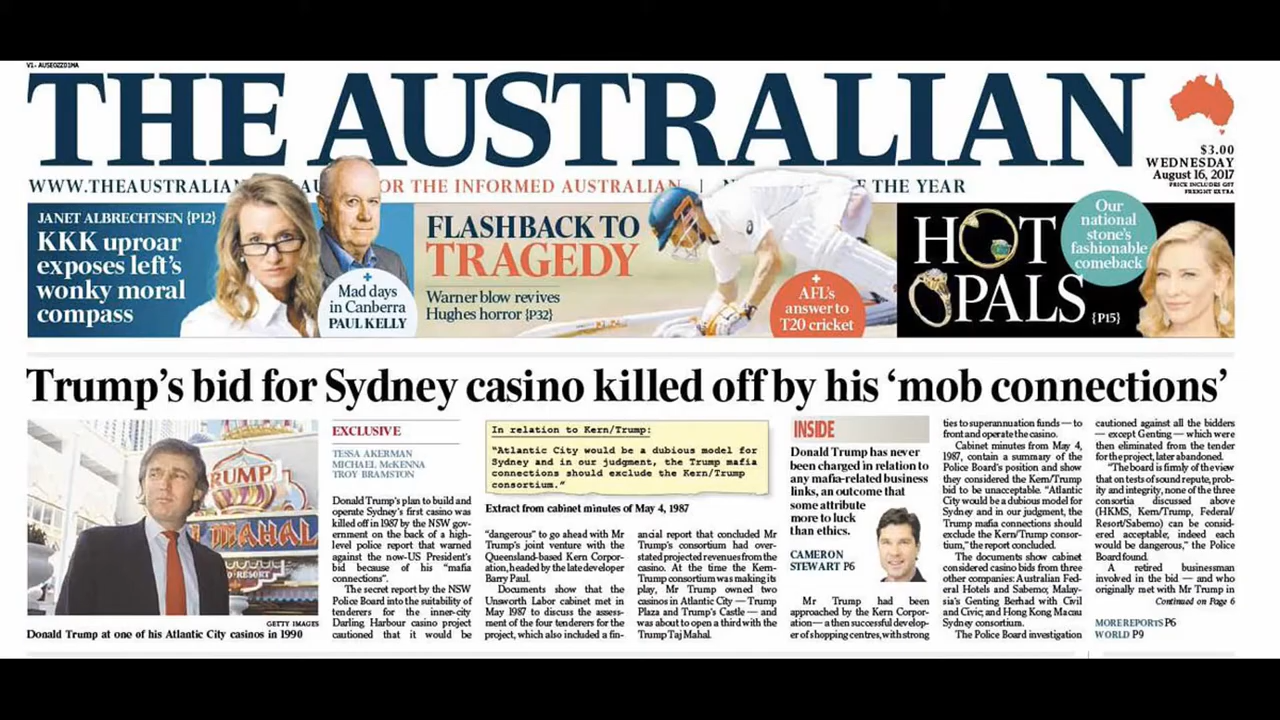 V1 - AUSE01Z01MA
THE AUSTRALIAN
$3.00
WEDNESDAY
August 16, 2017
PRICE INCLUDES GST
FREIGHT EXTRA
WWW.THEAUSTRALIAN
OR THE INFORMED AUSTRALIAN
E THE YEAR
JANET ALBRECHTSEN {P12}
KKK uproar
exposes left's
wonky moral
compass
+
Mad days
in Canberra
PAUL KELLY
FLASHBACK TO
TRAGEDY
Warner blow revives
Hughes horror {P32}
+
AFL's
answer to
T20 cricket
HOT
OPALS
{P15}
Our
national
stone's
fashionable
comeback
Trump's bid for Sydney casino killed off by his 'mob connections'
TRUMP
MAHAL
RESORT
GETTY IMAGES
Donald Trump at one of his Atlantic City casinos in 1990
EXCLUSIVE
TESSA AKERMAN
MICHAEL McKENNA
TROY BRAMSTON
Donald Trump's plan to build and
operate Sydney's first casino was
killed off in 1987 by the NSW gov-
ernment on the back of a high-
level police report that warned
against the now-US President's
bid because of his "mafia
connections".
The secret report by the NSW
Police Board into the suitability of
tenderers for the inner-city
Darling Harbour casino project
cautioned that it would be
In relation to Kern/Trump:
"Atlantic City would be a dubious model for
Sydney and in our judgment, the Trump mafia
connections should exclude the Kern/Trump
consortium."
Extract from cabinet minutes of May 4, 1987
"dangerous" to go ahead with Mr
Trump's joint venture with the
Queensland-based Kern Corpor-
ation, headed by the late developer
Barry Paul.
Documents show that the
Unsworth Labor cabinet met in
May 1987 to discuss the assess-
ment of the four tenderers for the
project, which also included a fin-
ancial report that concluded Mr
Trump's consortium had over-
stated projected revenues from the
casino. At the time the Kern-
Trump consortium was making its
play, Mr Trump owned two
casinos in Atlantic City — Trump
Plaza and Trump's Castle — and
was about to open a third with the
Trump Taj Mahal.
INSIDE
Donald Trump has never
been charged in relation to
any mafia-related business
links, an outcome that
some attribute
more to luck
than ethics.
CAMERON
STEWART P6
Mr Trump had been
approached by the Kern Corpor-
ation — a then successful develop-
er of shopping centres, with strong
ties to superannuation funds — to
front and operate the casino.
Cabinet minutes from May 4,
1987, contain a summary of the
Police Board's position and show
they considered the Kern/Trump
bid to be unacceptable. "Atlantic
City would be a dubious model for
Sydney and in our judgment, the
Trump mafia connections should
exclude the Kern/Trump consor-
tium," the report concluded.
The documents show cabinet
considered casino bids from three
other companies: Australian Fed-
eral Hotels and Sabemo; Malay-
sia's Genting Berhad with Civil
and Civic; and Hong Kong Macau
Sydney consortium.
The Police Board investigation
cautioned against all the bidders
— except Genting — which were
then eliminated from the tender
for the project, later abandoned.
"The board is firmly of the view
that on tests of sound repute, prob-
ity and integrity, none of the three
consortia discussed above
(HKMS, Kern/Trump, Federal/
Resort/Sabemo) can be consid-
ered acceptable, indeed each
would be dangerous," the Police
Board found.
A retired businessman
involved in the bid — and who
originally met with Mr Trump in
Continued on Page 6
MORE REPORTS P6
WORLD P9